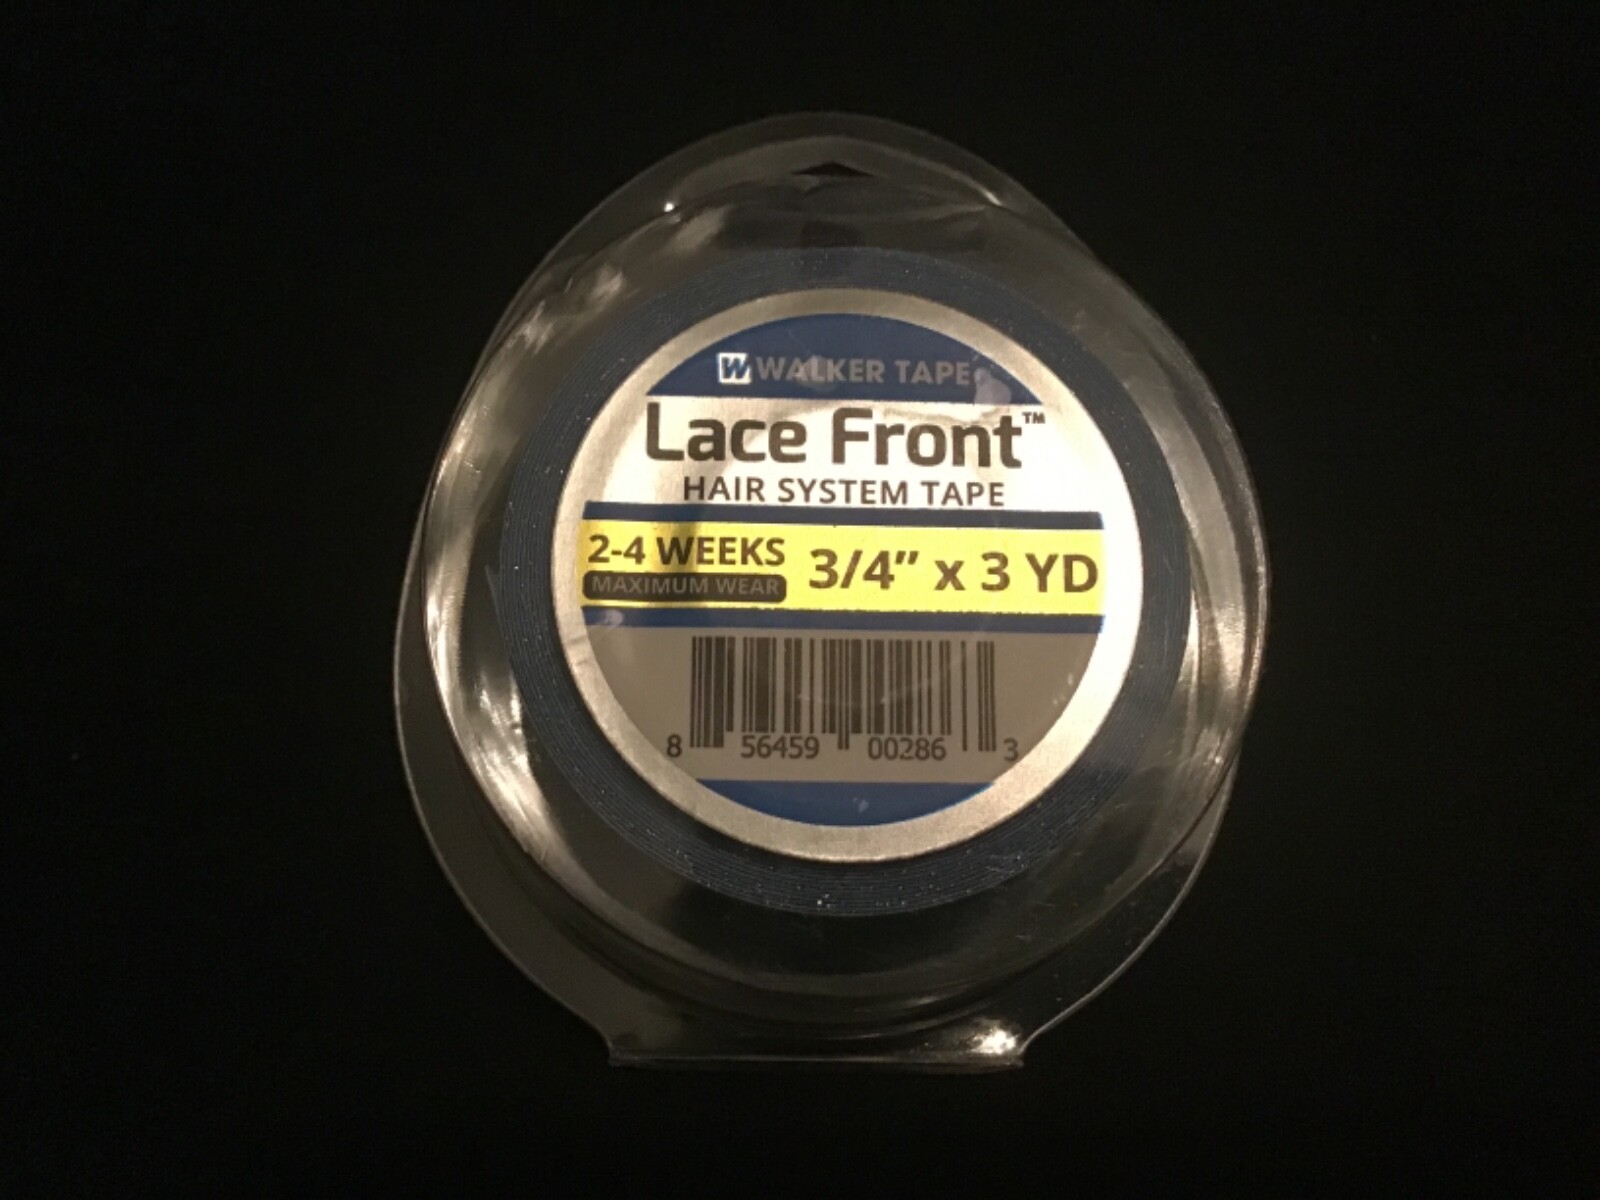 W WALKER TAPE
Lace Front™
HAIR SYSTEM TAPE
2-4 WEEKS
MAXIMUM WEAR
3/4" x 3 YD
8 56459 00286 3